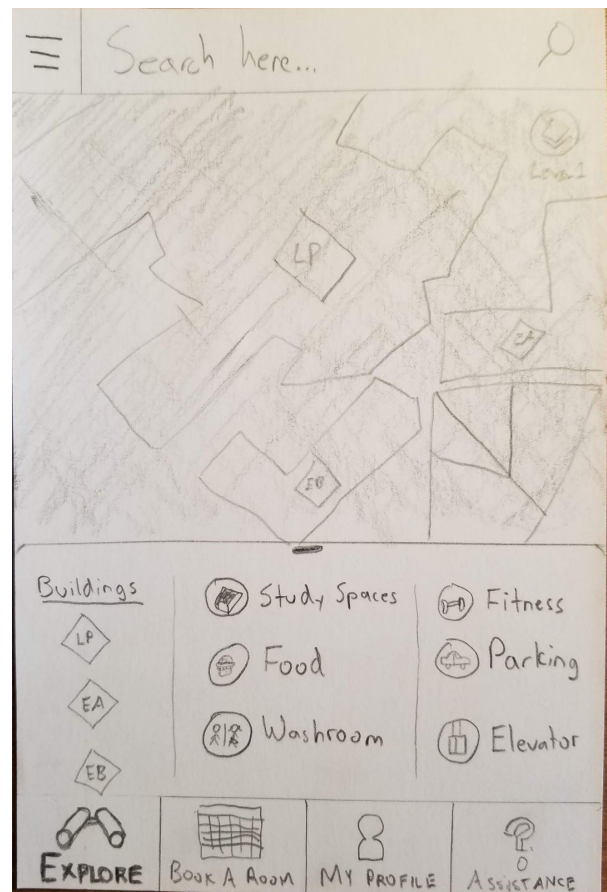 Search here...
Level 1
LP
EA
EB
Buildings
LP
EA
EB
Study Spaces
Food
Washroom
Fitness
Parking
Elevator
EXPLORE
BOOK A ROOM
MY PROFILE
ASSISTANCE